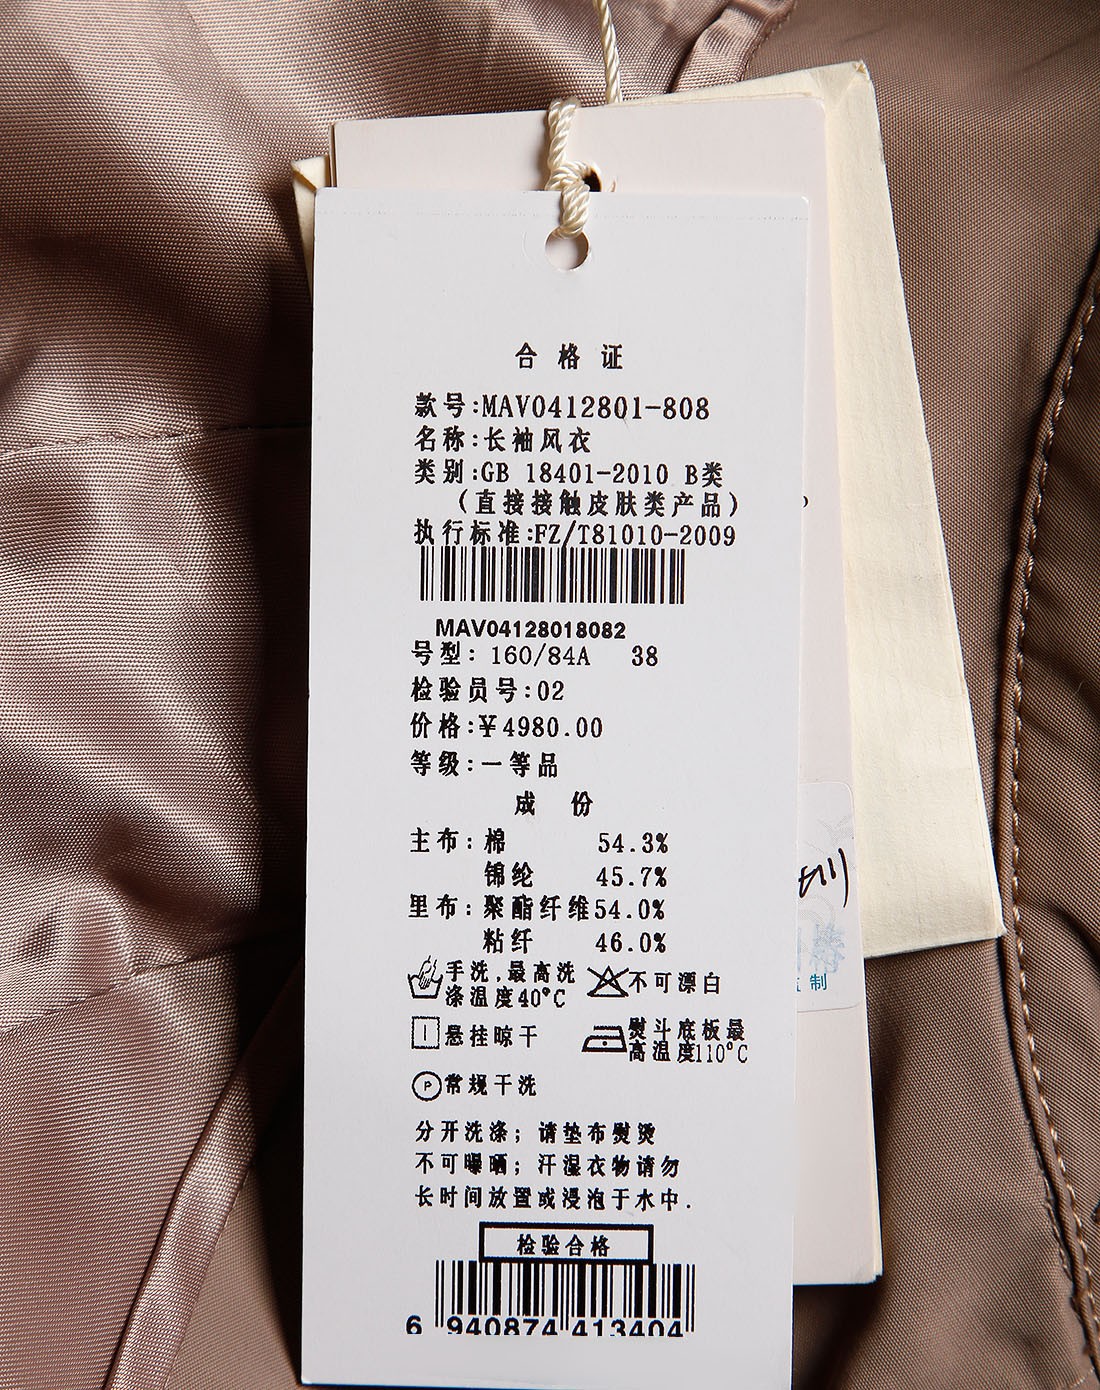 合格证
款号:MAV0412801-808
名称:长袖风衣
类别:GB 18401-2010 B类
(直接接触皮肤类产品)
执行标准:FZ/T81010-2009
MAV04128018082
号型: 160/84A 38
检验员号:02
价格:¥4980.00
等级:一等品
成 份
主布: 棉 54.3%
锦纶 45.7%
里布: 聚酯纤维54.0%
粘纤 46.0%
手洗,最高洗
涤温度40°C
不可漂白
悬挂晾干
熨斗底板最
高温度110°C
P 常规干洗
分开洗涤; 请垫布熨烫
不可曝晒; 汗湿衣物请勿
长时间放置或浸泡于水中.
检验合格
6 940874 413404
制